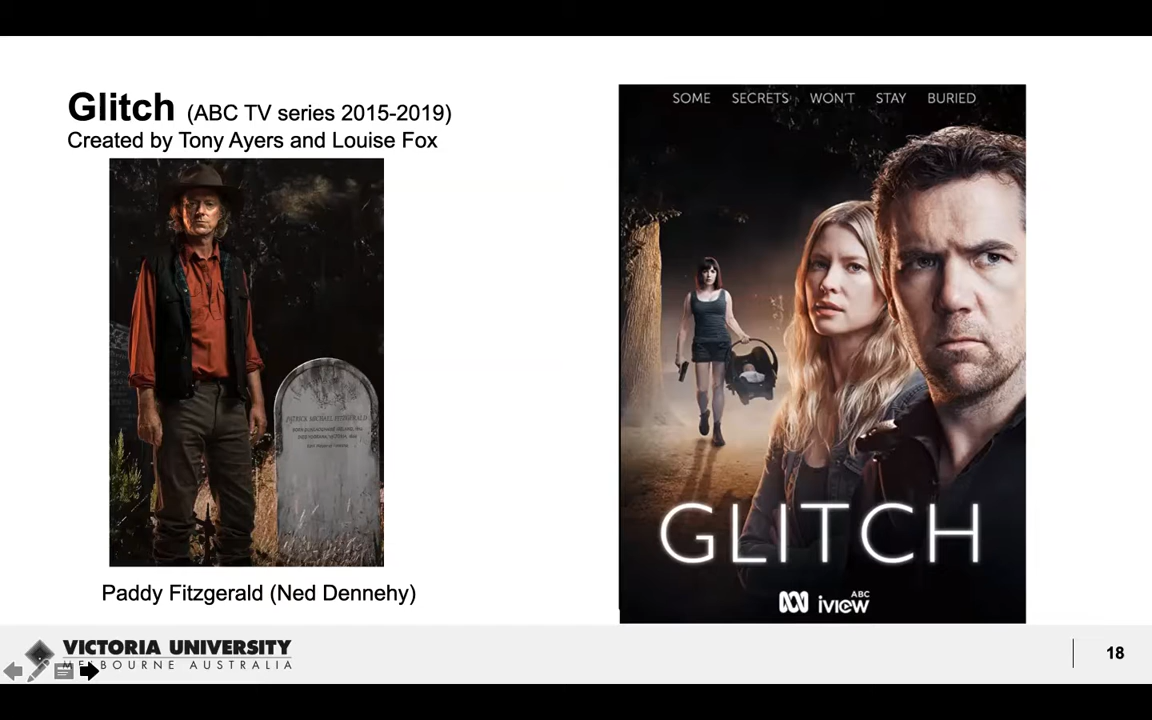 Glitch (ABC TV series 2015-2019)
Created by Tony Ayers and Louise Fox
PATRICK MICHAEL FITZGERALD
Paddy Fitzgerald (Ned Dennehy)
SOME SECRETS WON'T STAY BURIED
GLITCH
ABC
iview
VICTORIA UNIVERSITY
MELBOURNE AUSTRALIA
18